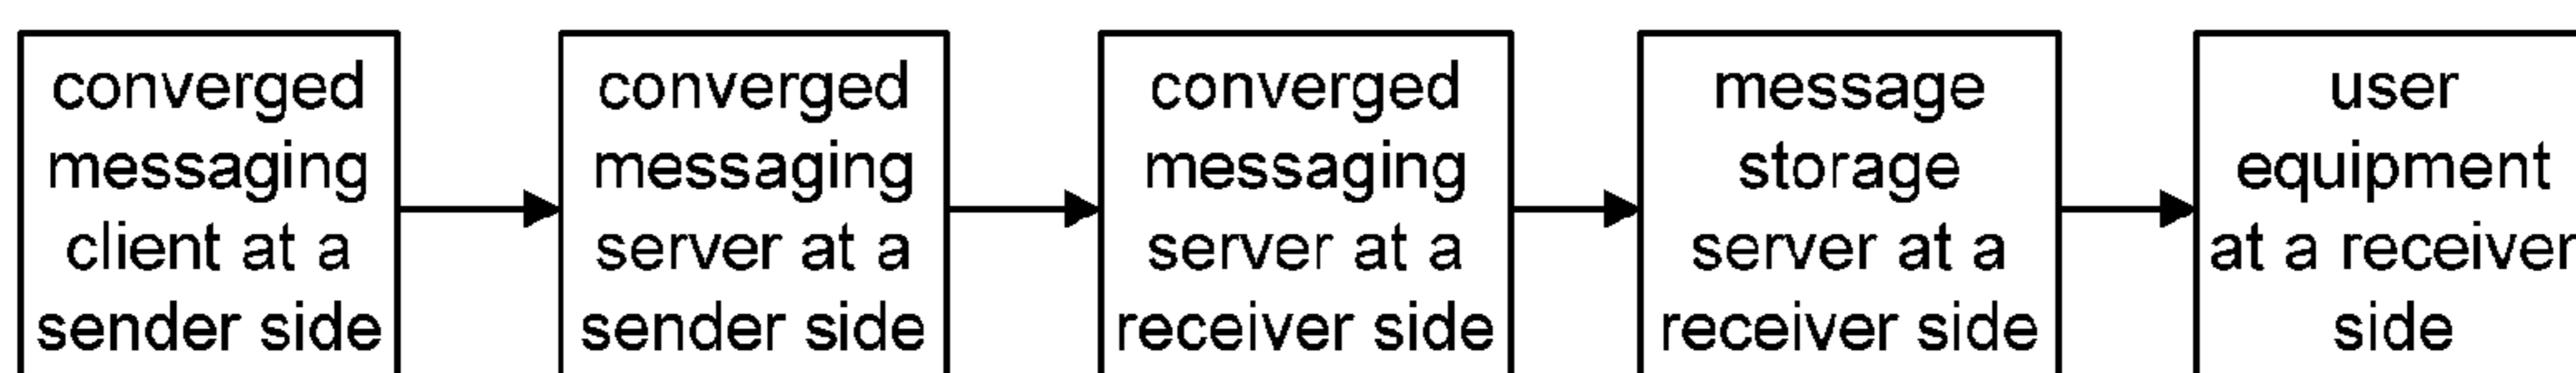 converged
messaging
client at a
sender side
converged
messaging
server at a
sender side
converged
messaging
server at a
receiver side
message
storage
server at a
receiver side
user
equipment
at a receiver
side